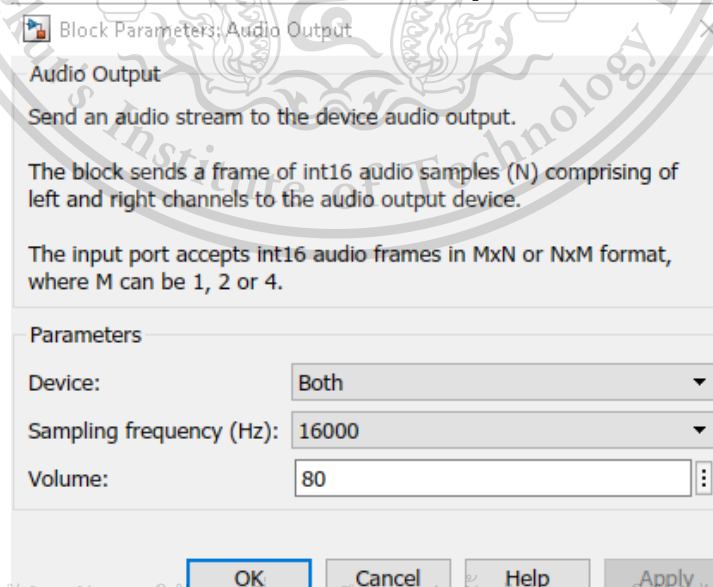 Block Parameters: Audio Output
Audio Output
Send an audio stream to the device audio output.
The block sends a frame of int16 audio samples (N) comprising of
left and right channels to the audio output device.
The input port accepts int16 audio frames in MxN or NxM format,
where M can be 1, 2 or 4.
Parameters
Device: Both
Sampling frequency (Hz): 16000
Volume: 80
OK Cancel Help Apply
Institute of Technology